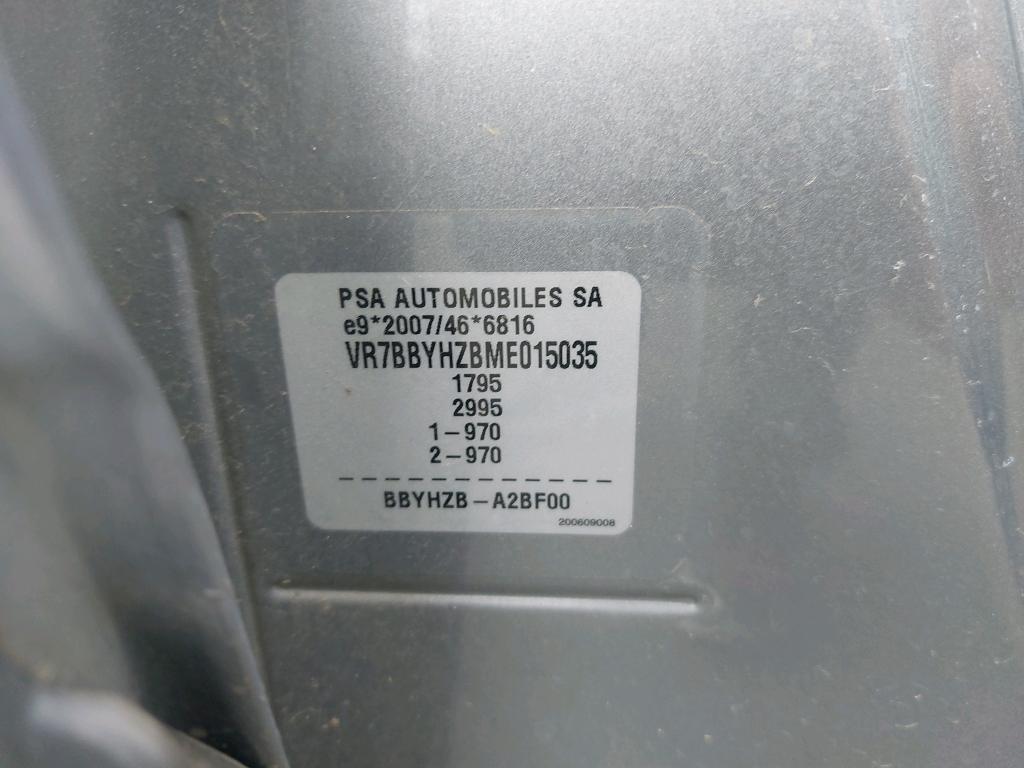 PSA AUTOMOBILES SA
e9*2007/46*6816
VR7BBYHZBME015035
1795
2995
1-970
2-970
BBYHZB-A2BF00
200609008